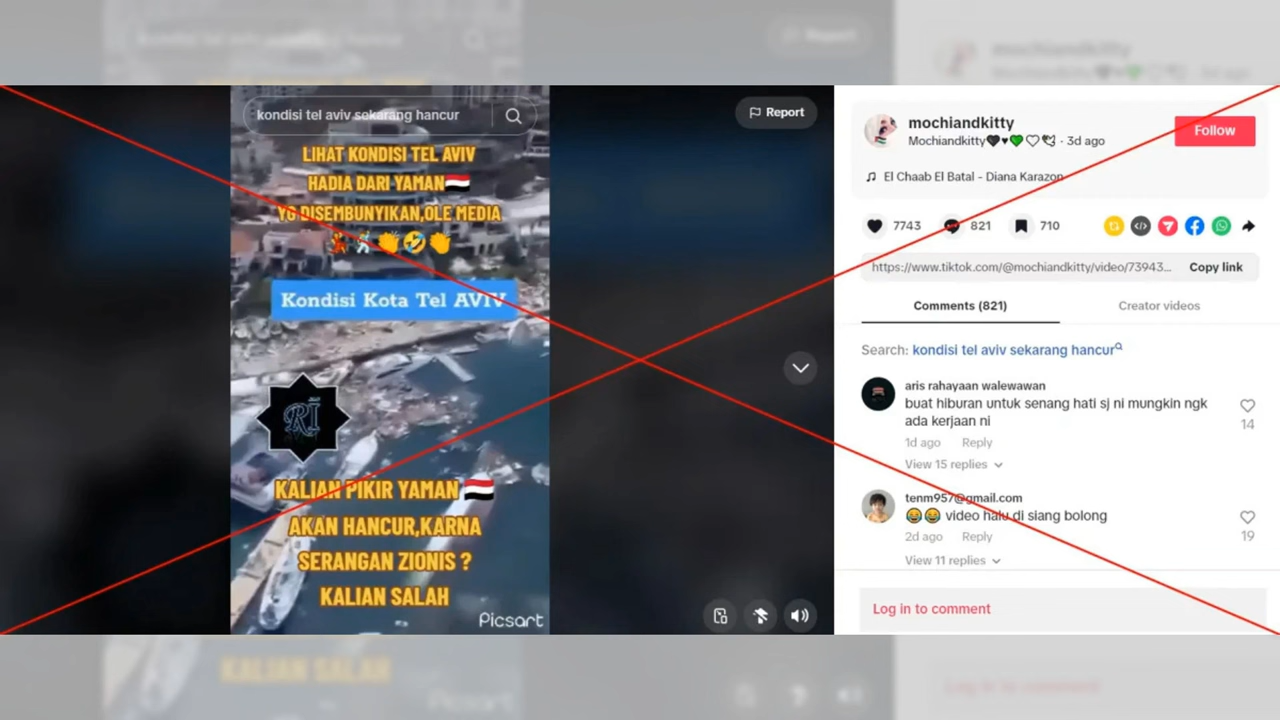 kondisi tel aviv sekarang hancur
Report
LIHAT KONDISI TEL AVIV
HADIA DARI YAMAN
YG DISEMBUNYIKAN,OLE MEDIA
Kondisi Kota Tel AVIV
RI
KALIAN PIKIR YAMAN
AKAN HANCUR,KARNA
SERANGAN ZIONIS ?
KALIAN SALAH
Picsart
mochiandkitty
Mochiandkitty🖤♥💚🤍🕊 · 3d ago
Follow
El Chaab El Batal - Diana Karazon
7743
821
710
https://www.tiktok.com/@mochiandkitty/video/73943...
Copy link
Comments (821)
Creator videos
Search: kondisi tel aviv sekarang hancur
aris rahayaan walewawan
buat hiburan untuk senang hati sj ni mungkin ngk
ada kerjaan ni
14
1d ago
Reply
View 15 replies
tenm957@gmail.com
😂😂 video halu di siang bolong
19
2d ago
Reply
View 11 replies
Log in to comment